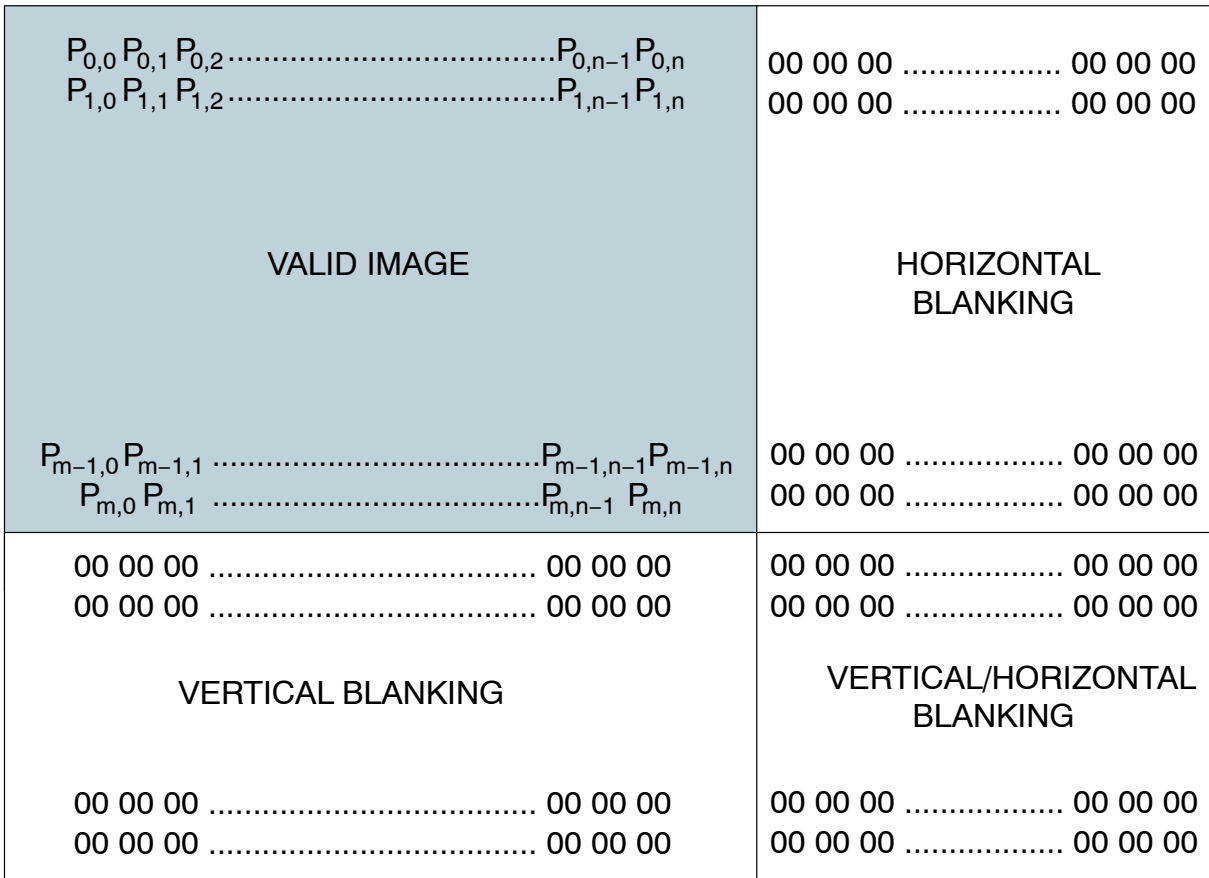 P0,0 P0,1 P0,2.....................................P0,n−1 P0,n
P1,0 P1,1 P1,2.....................................P1,n−1 P1,n
VALID IMAGE
Pm−1,0 Pm−1,1 .....................................Pm−1,n−1 Pm−1,n
Pm,0 Pm,1 .....................................Pm,n−1 Pm,n
00 00 00 .................. 00 00 00
00 00 00 .................. 00 00 00
HORIZONTAL
BLANKING
00 00 00 .................. 00 00 00
00 00 00 .................. 00 00 00
00 00 00 ..................................... 00 00 00
00 00 00 ..................................... 00 00 00
VERTICAL BLANKING
00 00 00 ..................................... 00 00 00
00 00 00 ..................................... 00 00 00
00 00 00 .................. 00 00 00
00 00 00 .................. 00 00 00
VERTICAL/HORIZONTAL
BLANKING
00 00 00 .................. 00 00 00
00 00 00 .................. 00 00 00